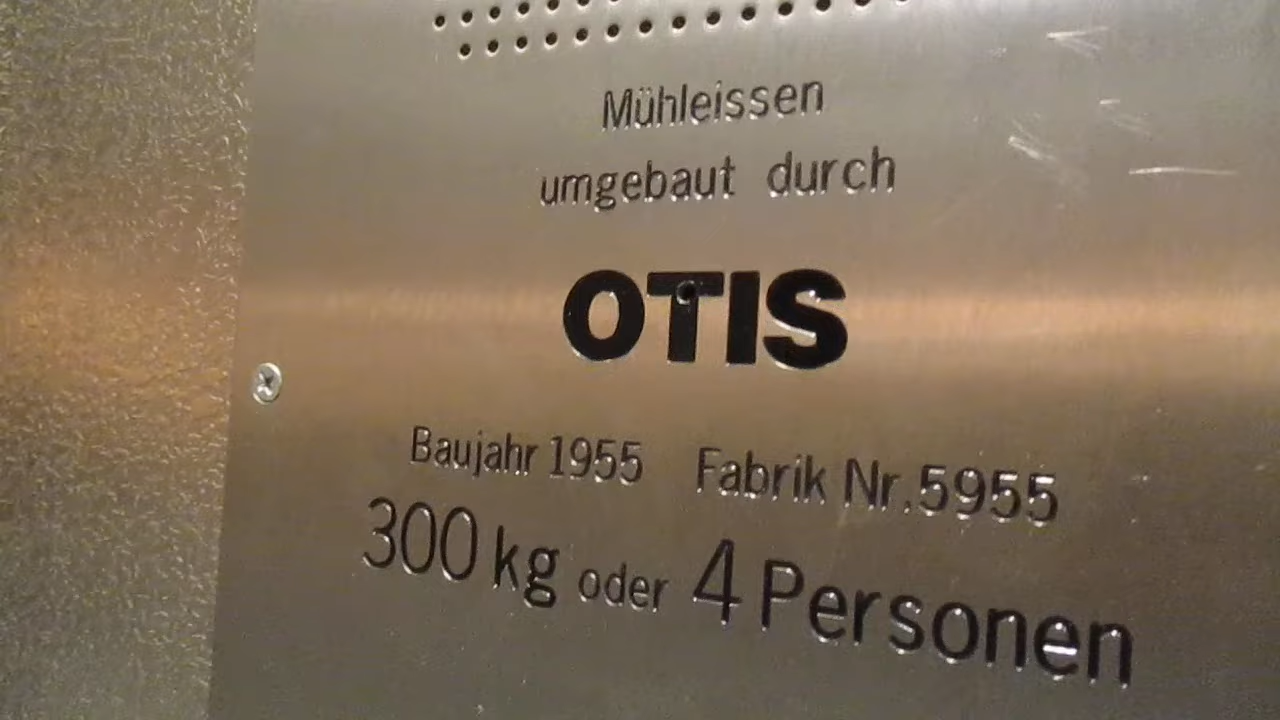 Mühleissen
umgebaut durch
OTIS
Baujahr 1955 Fabrik Nr.5955
300 kg oder 4 Personen